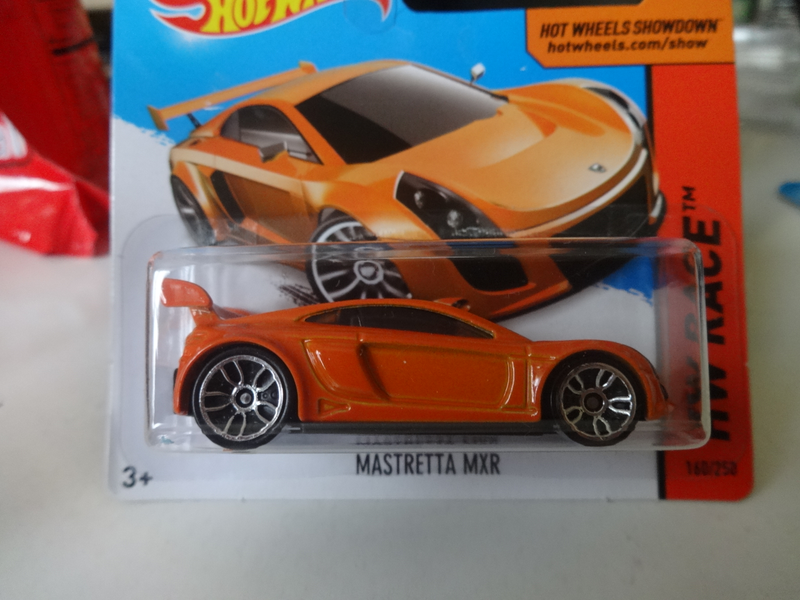 HOT WHEELS SHOWDOWN™
hotwheels.com/show
HW RACE™
MASTRETTA MXR
3+
160/250